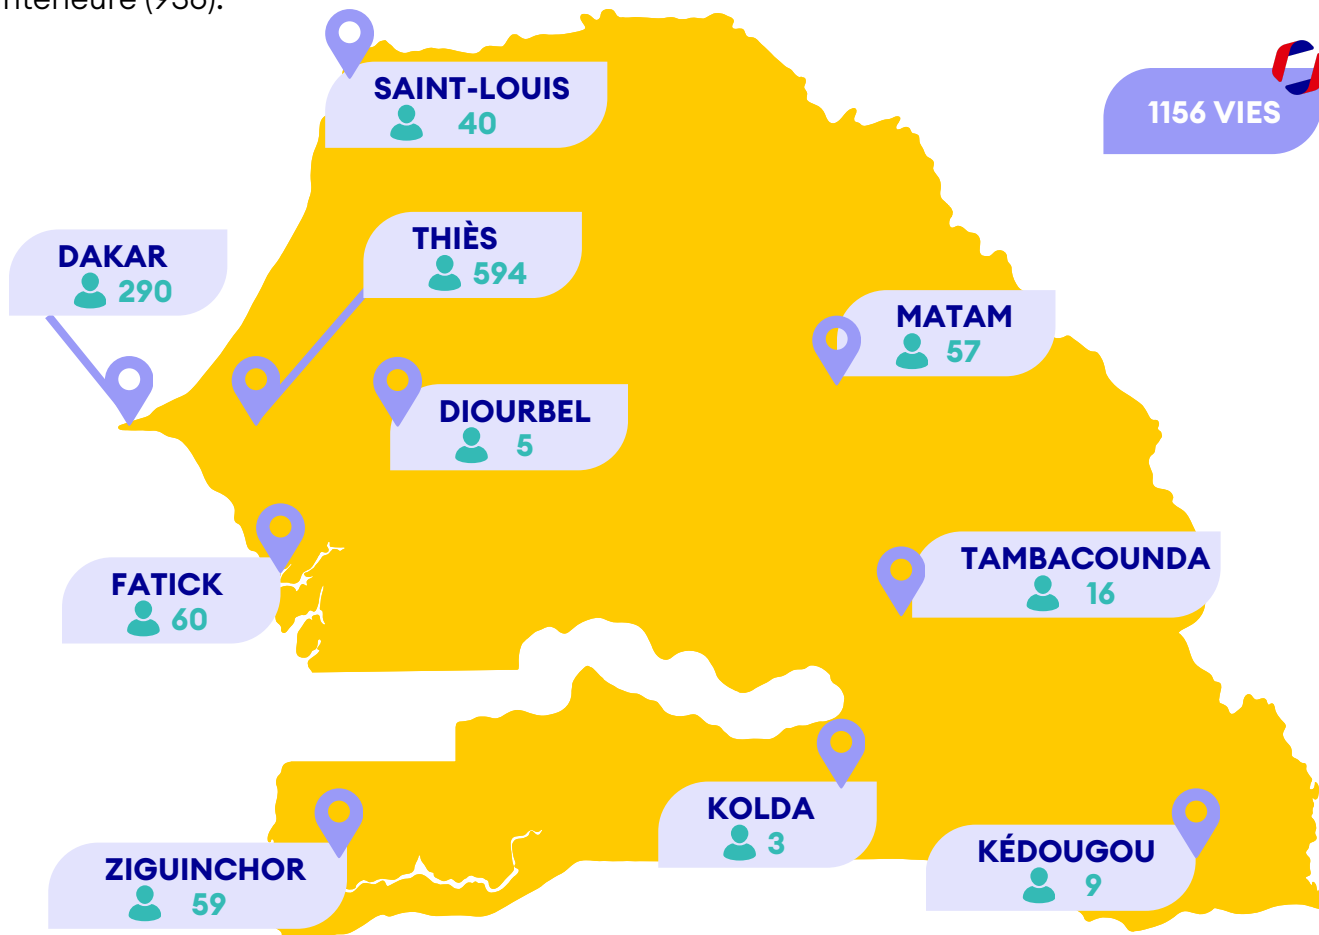 (936).
SAINT-LOUIS
40
1156 VIES
THIÈS
594
DAKAR
290
MATAM
57
DIOURBEL
5
TAMBACOUNDA
16
FATICK
60
KOLDA
3
KÉDOUGOU
9
ZIGUINCHOR
59